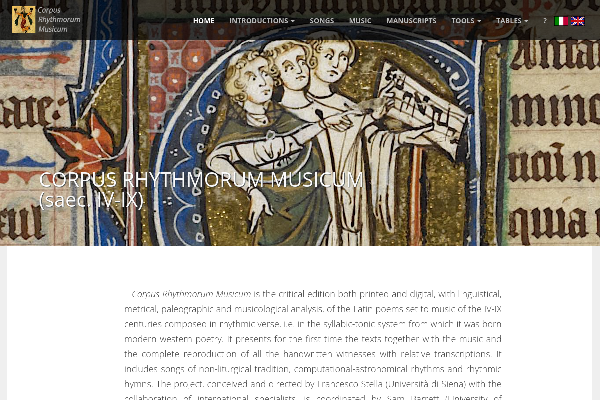 Corpus
Rhythmorum
Musicum
HOME INTRODUCTIONS SONGS MUSIC MANUSCRIPTS TOOLS TABLES ?
CORPUS RHYTHMORUM MUSICUM
(saec. IV-IX)
Corpus Rhythmorum Musicum is the critical edition both printed and digital, with linguistical,
metrical, paleographic and musicological analysis, of the Latin poems set to music of the IV-IX
centuries composed in rhythmic verse, i.e. in the syllabic-tonic system from which it was born
modern western poetry. It presents for the first time the texts together with the music and
the complete reproduction of all the handwritten witnesses with relative transcriptions. It
includes songs of non-liturgical tradition, computational-astronomical rhythms and rhythmic
hymns. The project, conceived and directed by Francesco Stella (Università di Siena) with the
collaboration of international specialists, is coordinated by Sam Barrett (University of